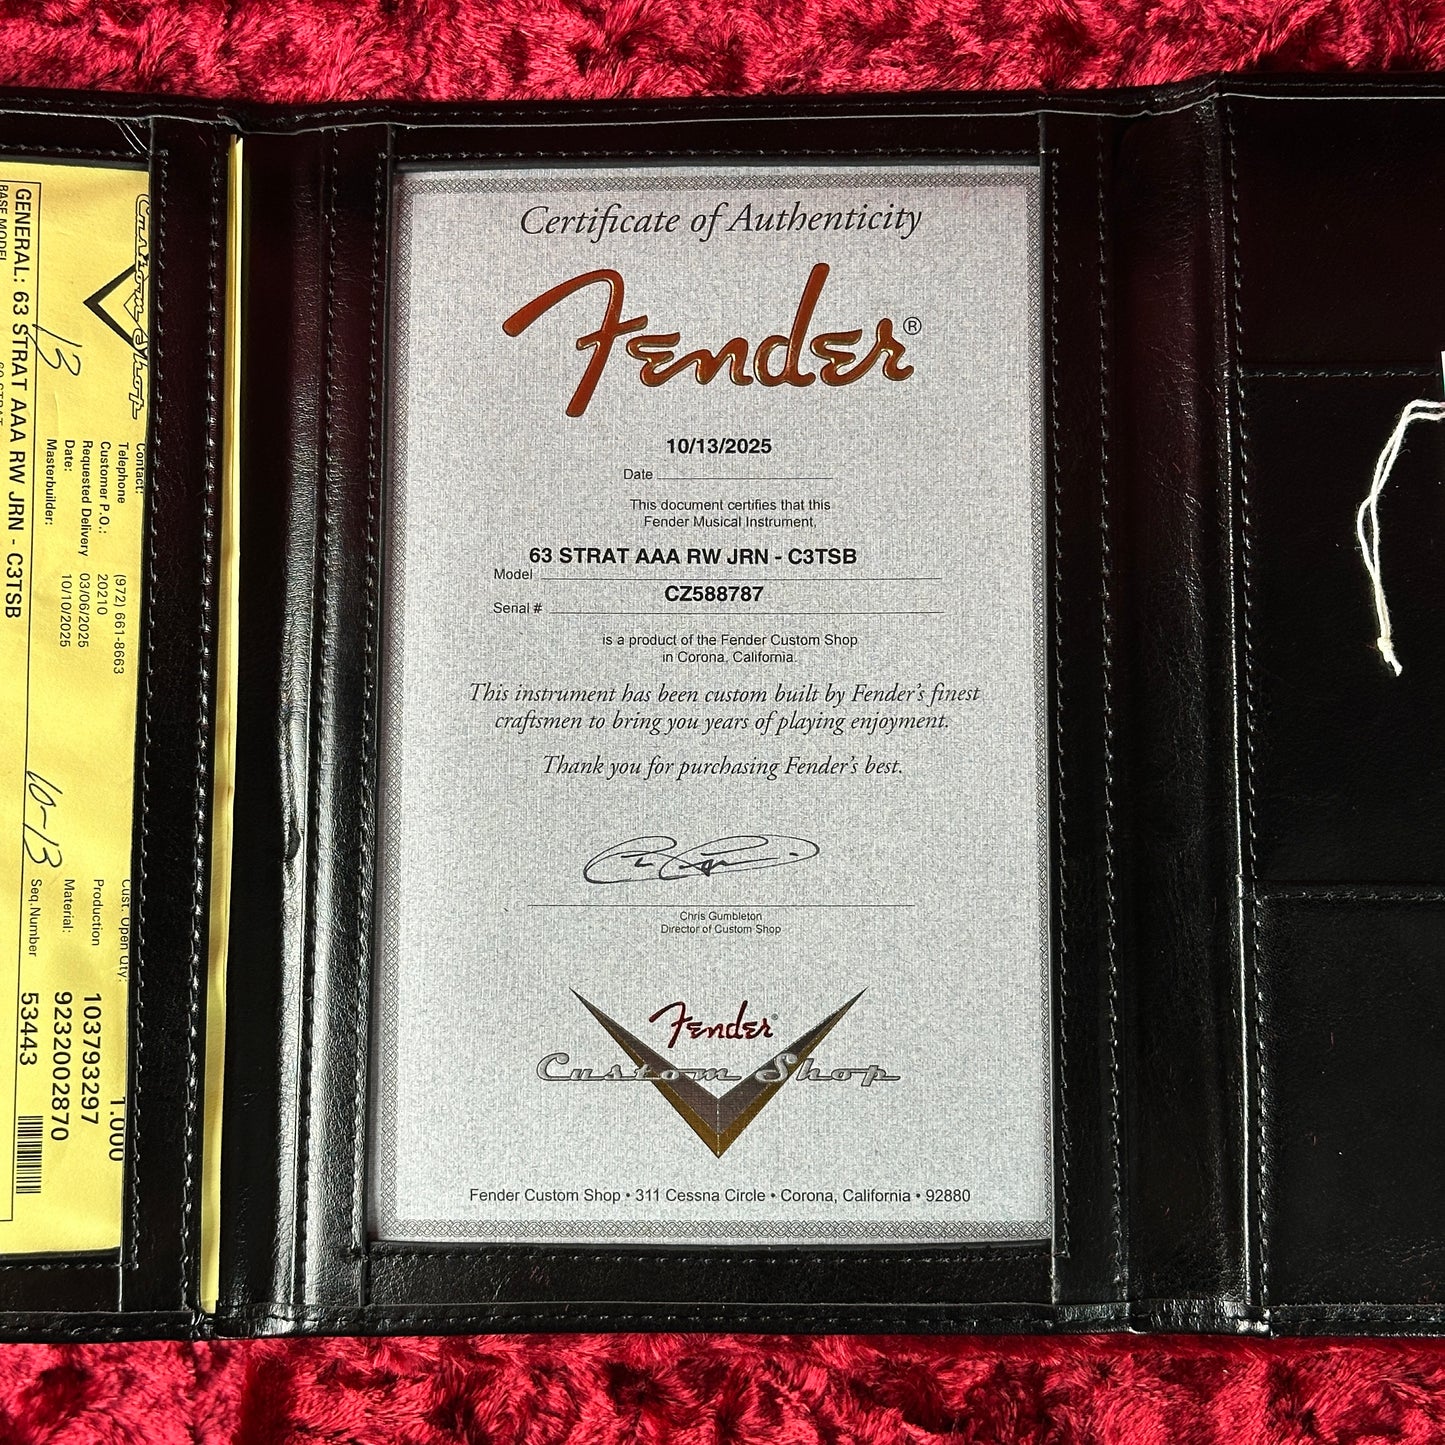 Custom Shop
Contact:
Telephone (972) 661-8663
Customer P.O.: 20210
Requested Delivery 03/06/2025
Date: 10/10/2025
Masterbuilder:
13
GENERAL: 63 STRAT AAA RW JRN - C3TSB
BASE MODEL
Cust. Open Qty: 1.000
Production 103793297
Material: 9232002870
Seq.Number 53443
10-13
Certificate of Authenticity
Fender®
10/13/2025
Date
This document certifies that this
Fender Musical Instrument,
63 STRAT AAA RW JRN - C3TSB
Model
CZ588787
Serial #
is a product of the Fender Custom Shop
in Corona, California.
This instrument has been custom built by Fender's finest
craftsmen to bring you years of playing enjoyment.
Thank you for purchasing Fender's best.
Chris Gumbleton
Director of Custom Shop
Fender®
Custom Shop
Fender Custom Shop • 311 Cessna Circle • Corona, California • 92880